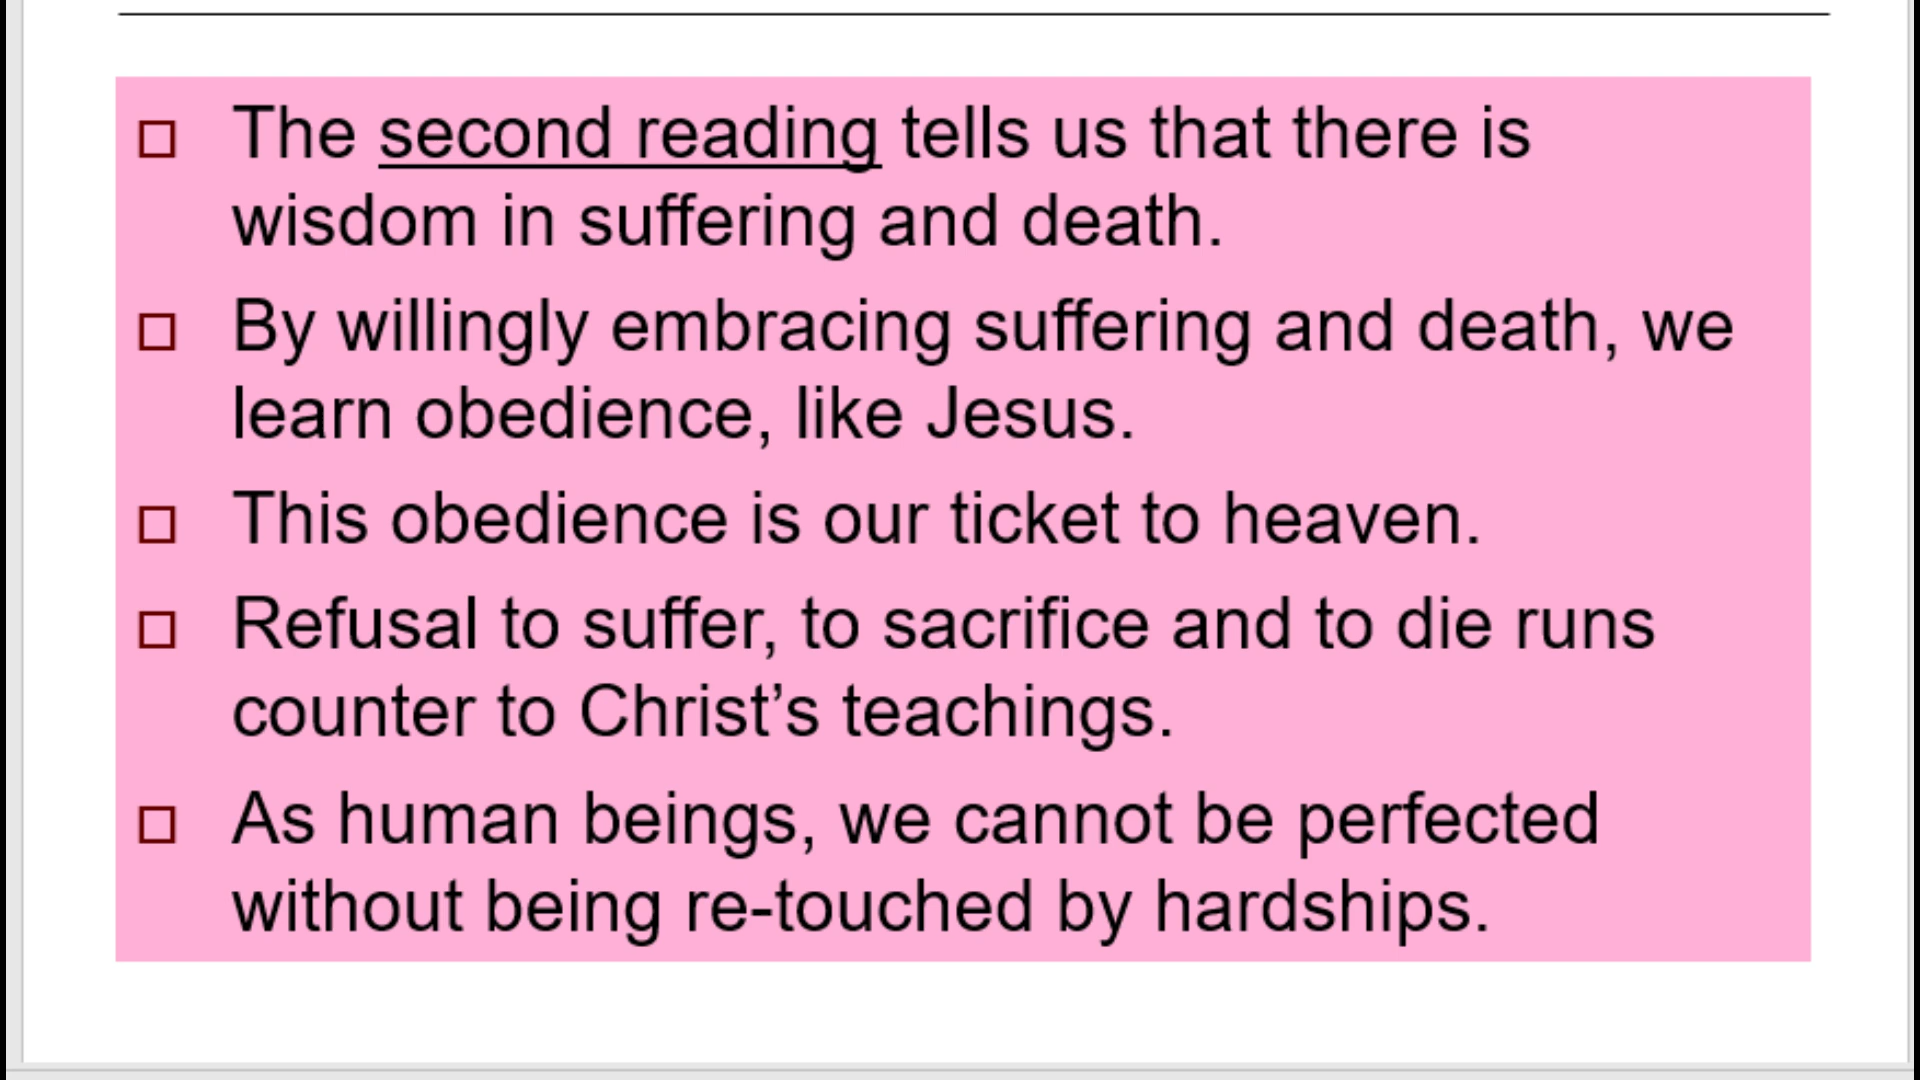 The second reading tells us that there is
wisdom in suffering and death.
By willingly embracing suffering and death, we
learn obedience, like Jesus.
This obedience is our ticket to heaven.
Refusal to suffer, to sacrifice and to die runs
counter to Christ’s teachings.
As human beings, we cannot be perfected
without being re-touched by hardships.